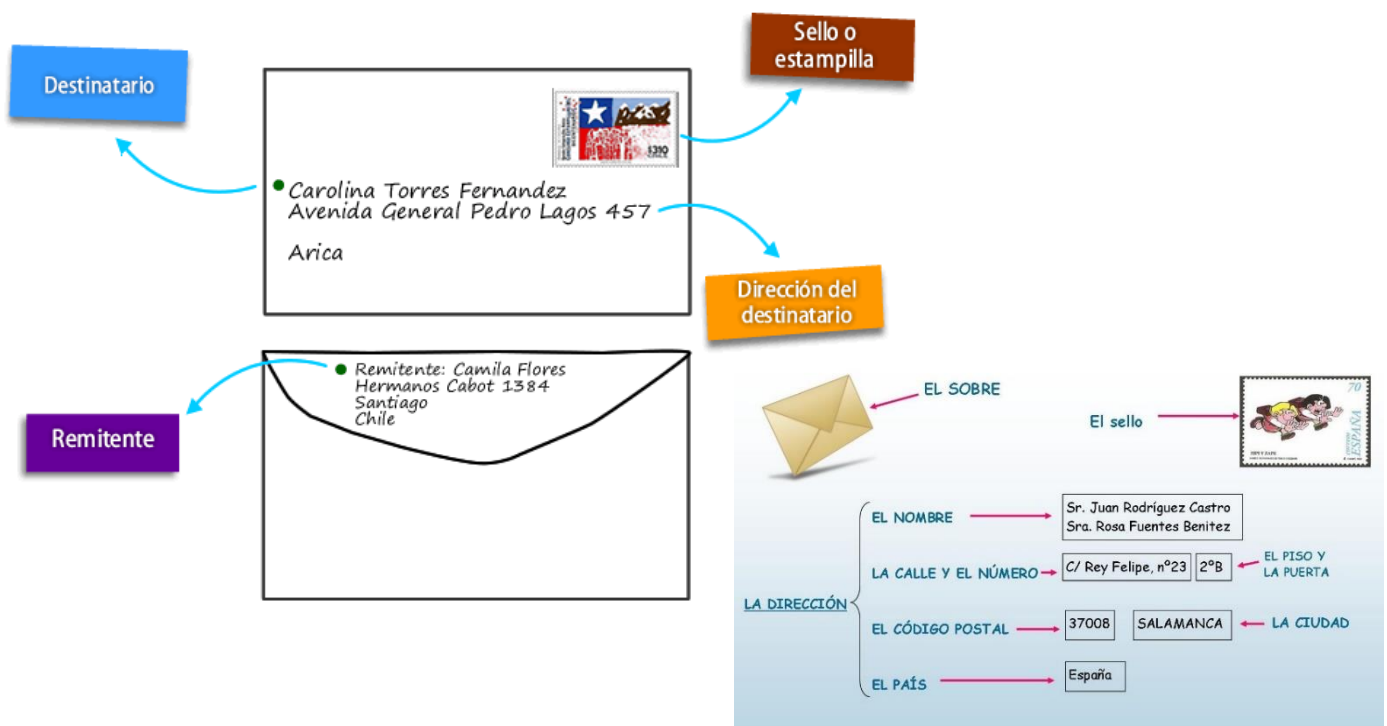 Destinatario
Sello o
estampilla
$310
CHILE
Carolina Torres Fernandez
Avenida General Pedro Lagos 457
Arica
Dirección del
destinatario
Remitente: Camila Flores
Hermanos Cabot 1384
Santiago
Chile
Remitente
EL SOBRE
El sello
70
ESPAÑA
EL NOMBRE
Sr. Juan Rodríguez Castro
Sra. Rosa Fuentes Benitez
LA CALLE Y EL NÚMERO
C/ Rey Felipe, nº23
2ºB
EL PISO Y
LA PUERTA
LA DIRECCIÓN
EL CÓDIGO POSTAL
37008
SALAMANCA
LA CIUDAD
EL PAÍS
España